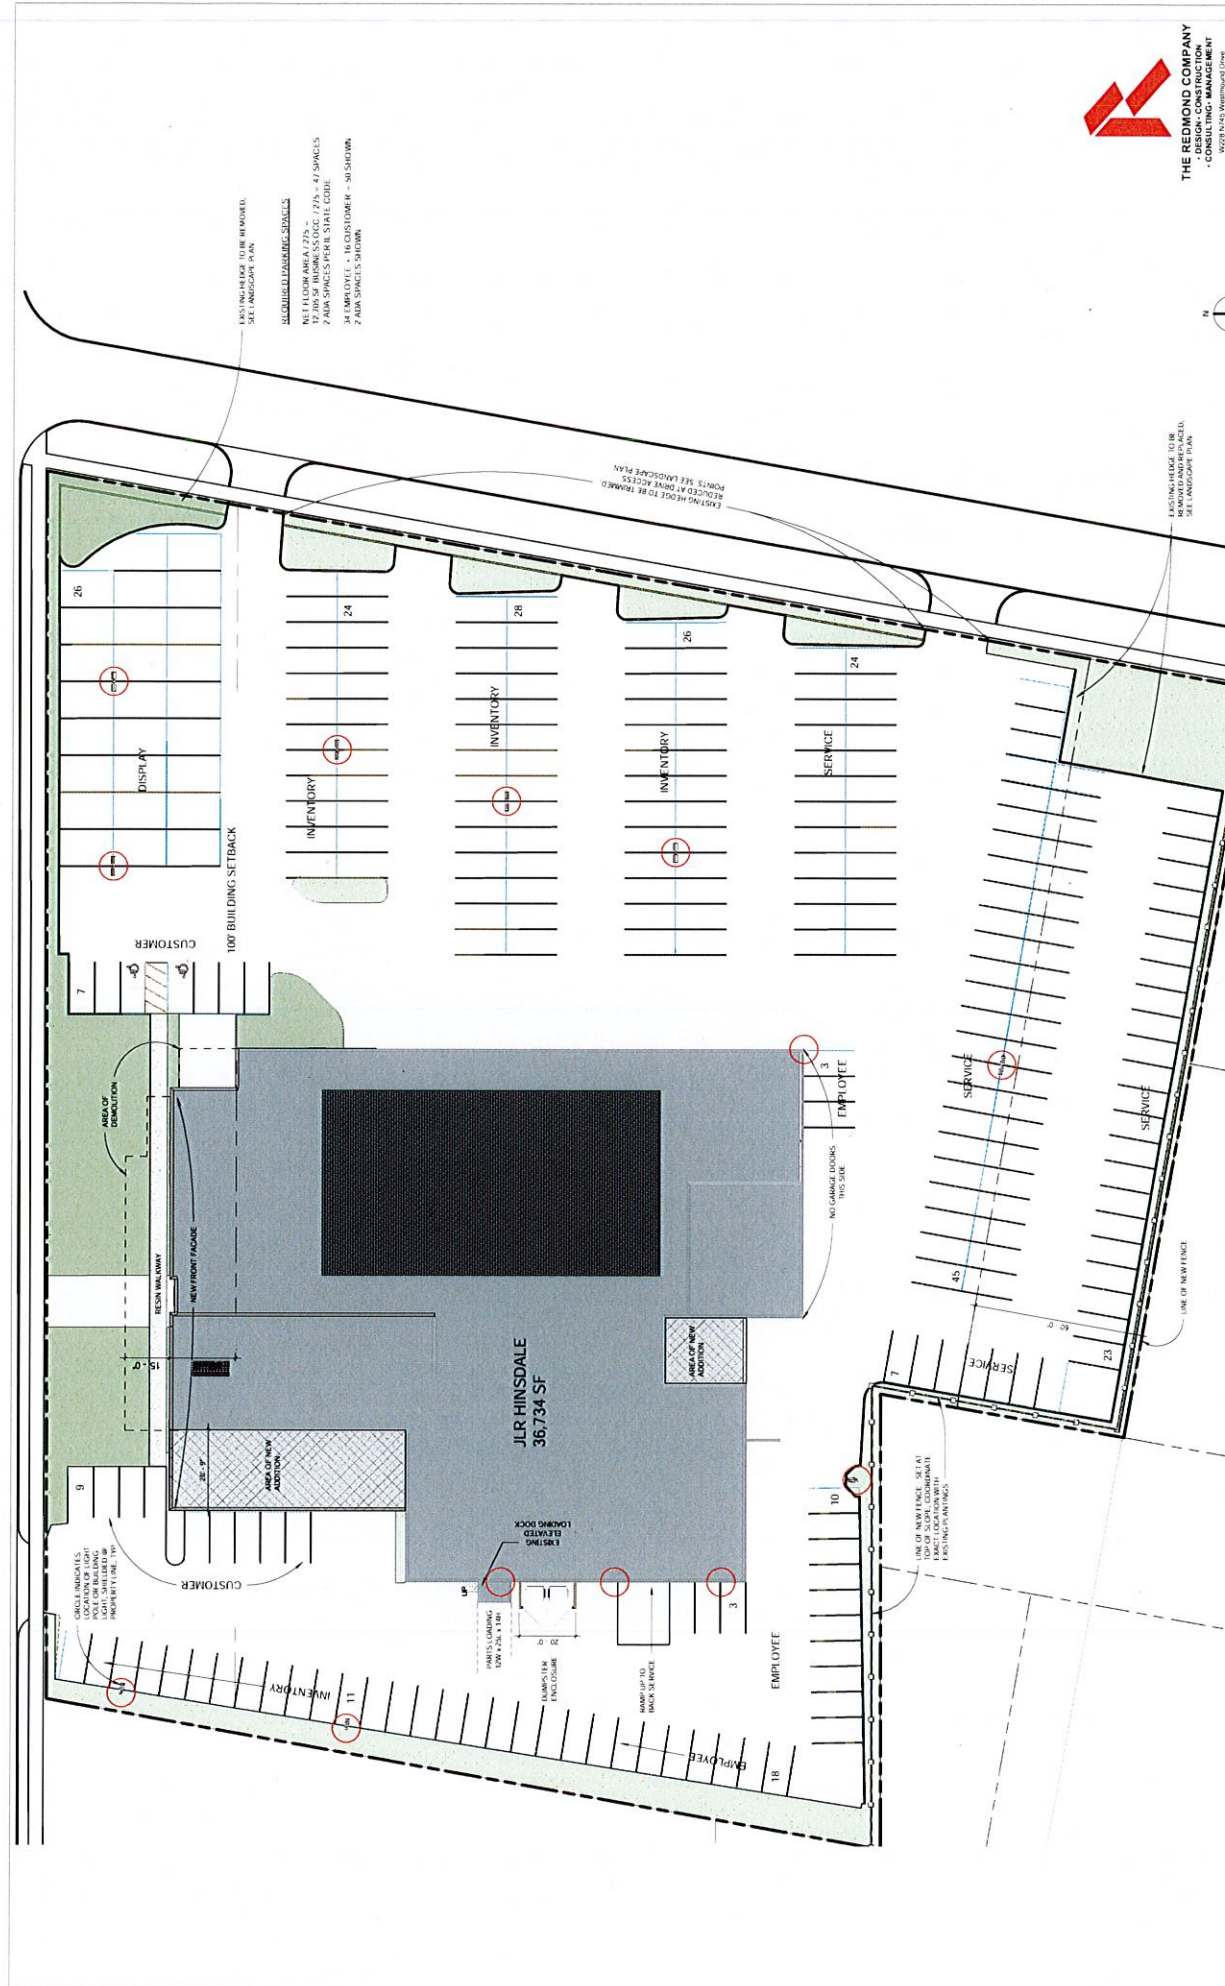 EXISTING HEDGE TO BE REMOVED,
SEE LANDSCAPE PLAN
REQUIRED PARKING SPACES
NET FLOOR AREA / 275 =
12,705 SF BUSINESS OCC. / 275 = 47 SPACES
2 ADA SPACES PER IL STATE CODE
34 EMPLOYEE + 16 CUSTOMER = 50 SHOWN
2 ADA SPACES SHOWN
THE REDMOND COMPANY
• DESIGN • CONSTRUCTION
• CONSULTING • MANAGEMENT
W228 N745 Westmound Drive
N
EXISTING HEDGE TO BE TRIMMED,
REDUCED AT DRIVE ACCESS
POINTS. SEE LANDSCAPE PLAN
EXISTING HEDGE TO BE
REMOVED AND REPLACED,
SEE LANDSCAPE PLAN
26
DISPLAY
24
INVENTORY
28
INVENTORY
26
INVENTORY
24
SERVICE
100' BUILDING SETBACK
CUSTOMER
7
AREA OF
DEMOLITION
RESIN WALKWAY
NEW FRONT FACADE
15' - 0"
3
EMPLOYEE
NO GARAGE DOORS
THIS SIDE
SERVICE
45
SERVICE
23
60' - 0"
LINE OF NEW FENCE
SERVICE
7
JLR HINSDALE
36,734 SF
AREA OF NEW
ADDITION
AREA OF NEW
ADDITION
28' - 9"
9
CUSTOMER
CIRCLE INDICATES
LOCATION OF LIGHT
POLE OR BUILDING
LIGHT, SHIELDED @
PROPERTY LINE, TYP
EXISTING
ELEVATED
LOADING DOCK
UP
PARTS LOADING
12W x 25L x 14H
20' - 0"
DUMPSTER
ENCLOSURE
RAMP UP TO
BACK SERVICE
3
EMPLOYEE
10
LINE OF NEW FENCE. SET AT
TOP OF SLOPE, COORDINATE
EXACT LOCATION WITH
EXISTING PLANTINGS
INVENTORY
11
EMPLOYEE
18